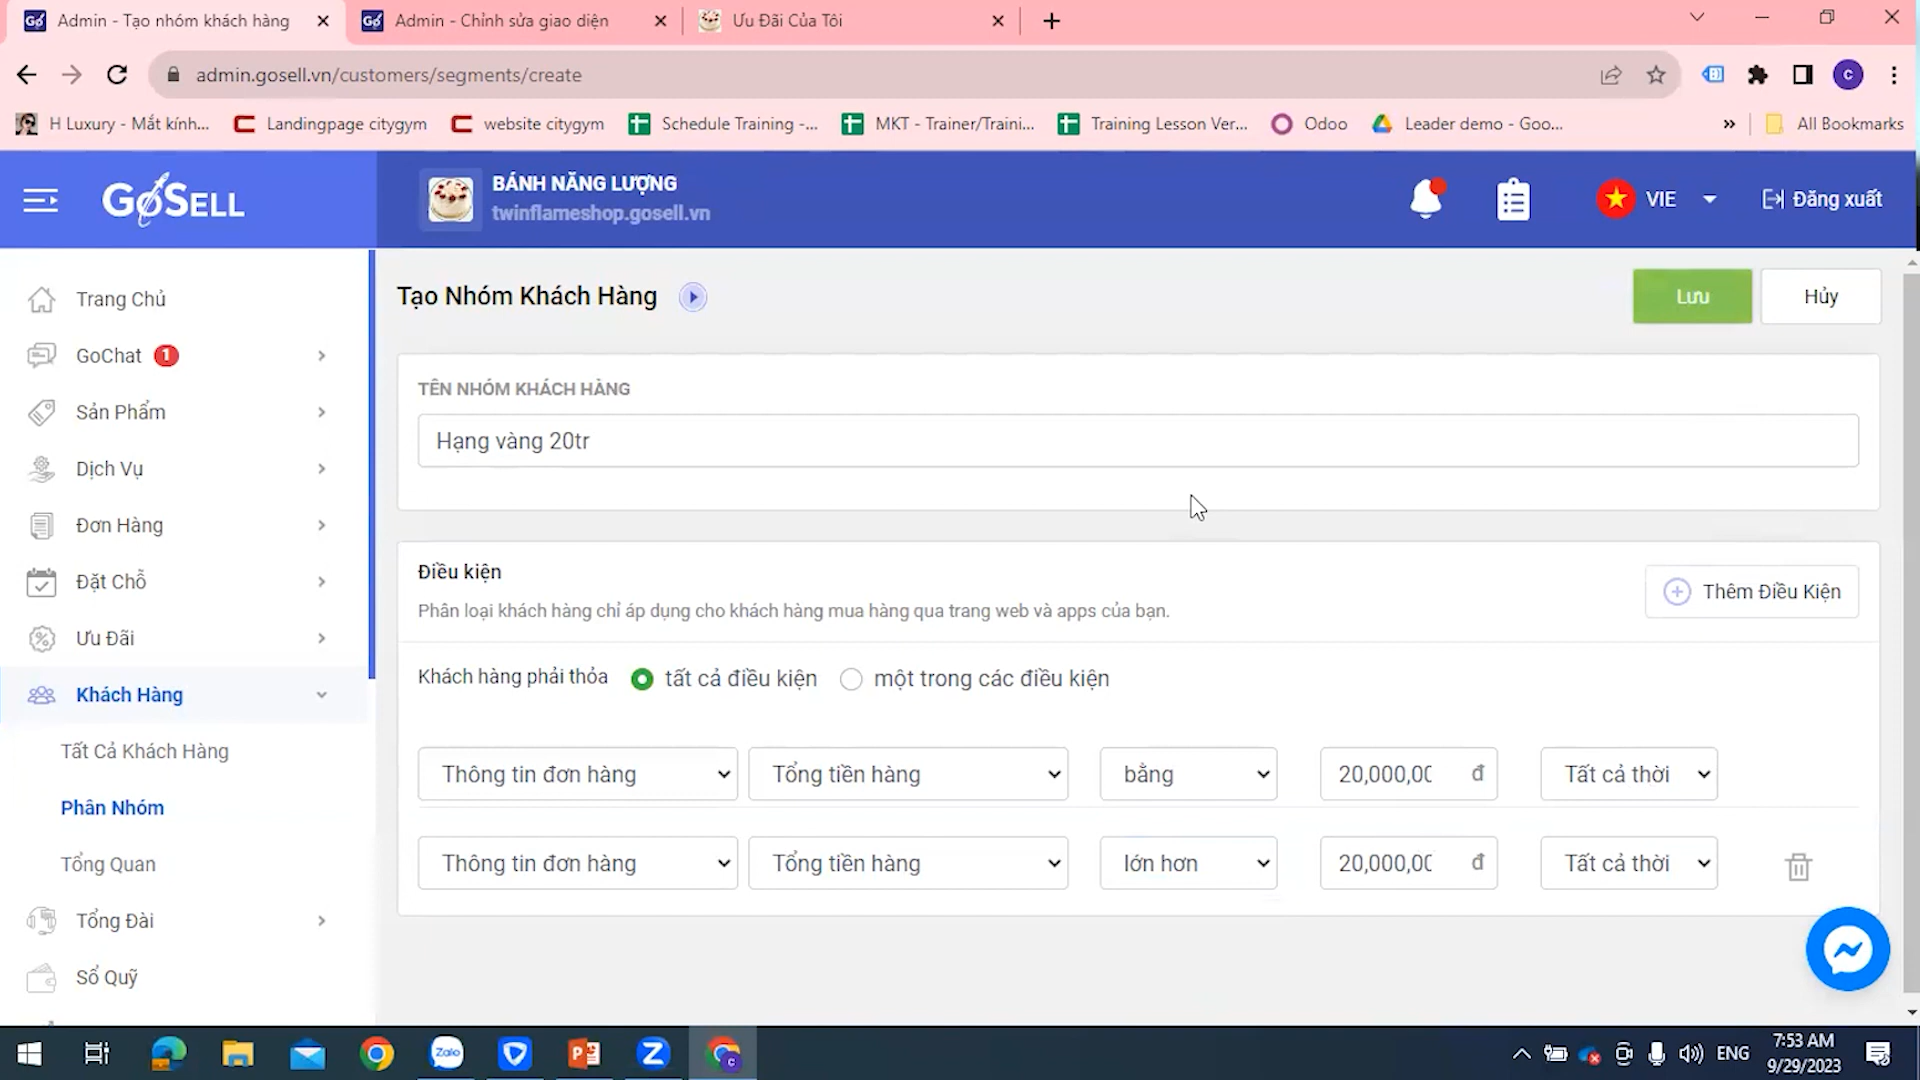 Admin - Tạo nhóm khách hàng
Admin - Chỉnh sửa giao diện
Ưu Đãi Của Tôi
admin.gosell.vn/customers/segments/create
C
H Luxury - Mắt kính...
Landingpage citygym
website citygym
Schedule Training -...
MKT - Trainer/Traini...
Training Lesson Ver...
Odoo
Leader demo - Goo...
»
All Bookmarks
GoSELL
BÁNH NĂNG LƯỢNG
twinflameshop.gosell.vn
VIE
Đăng xuất
Trang Chủ
GoChat 1
Sản Phẩm
Dịch Vụ
Đơn Hàng
Đặt Chỗ
Ưu Đãi
Khách Hàng
Tất Cả Khách Hàng
Phân Nhóm
Tổng Quan
Tổng Đài
Sổ Quỹ
Tạo Nhóm Khách Hàng
Lưu
Hủy
TÊN NHÓM KHÁCH HÀNG
Hạng vàng 20tr
Điều kiện
Phân loại khách hàng chỉ áp dụng cho khách hàng mua hàng qua trang web và apps của bạn.
Thêm Điều Kiện
Khách hàng phải thỏa tất cả điều kiện một trong các điều kiện
Thông tin đơn hàng Tổng tiền hàng bằng 20,000,00 đ Tất cả thời
Thông tin đơn hàng Tổng tiền hàng lớn hơn 20,000,00 đ Tất cả thời
Zalo
ENG
7:53 AM
9/29/2023